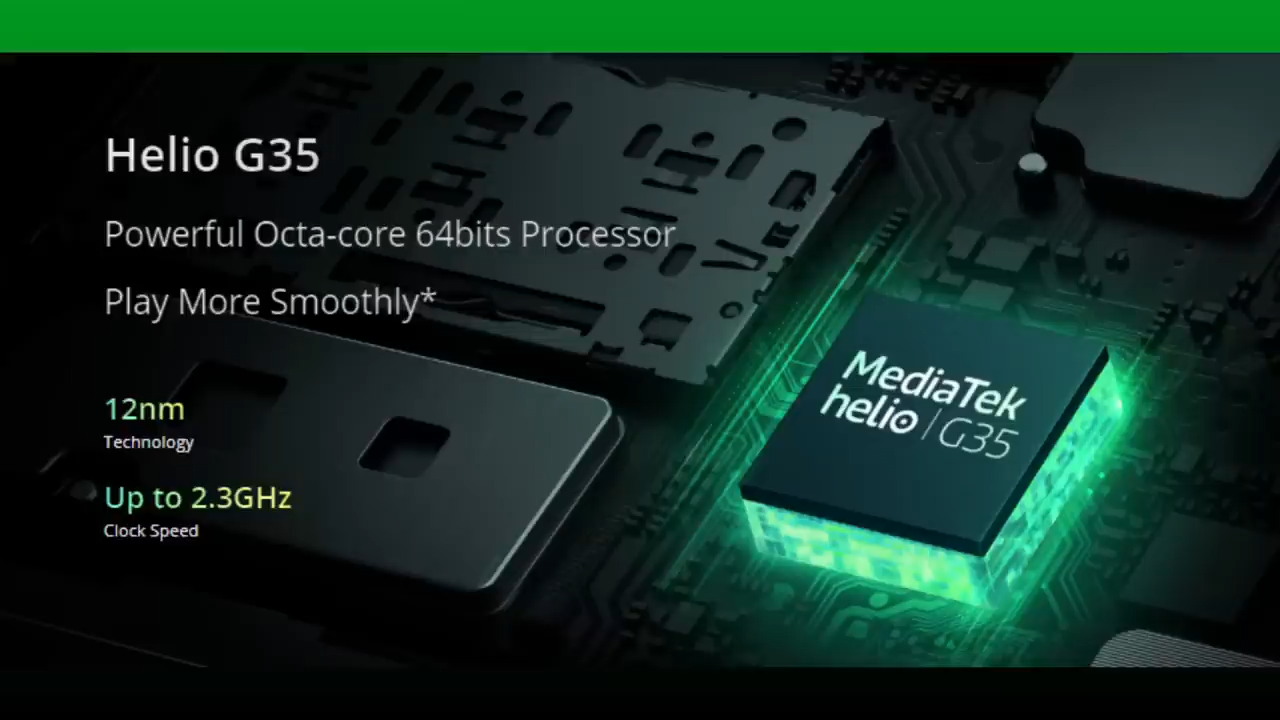 Helio G35
Powerful Octa-core 64bits Processor
Play More Smoothly*
12nm
Technology
Up to 2.3GHz
Clock Speed
MediaTek
helio | G35